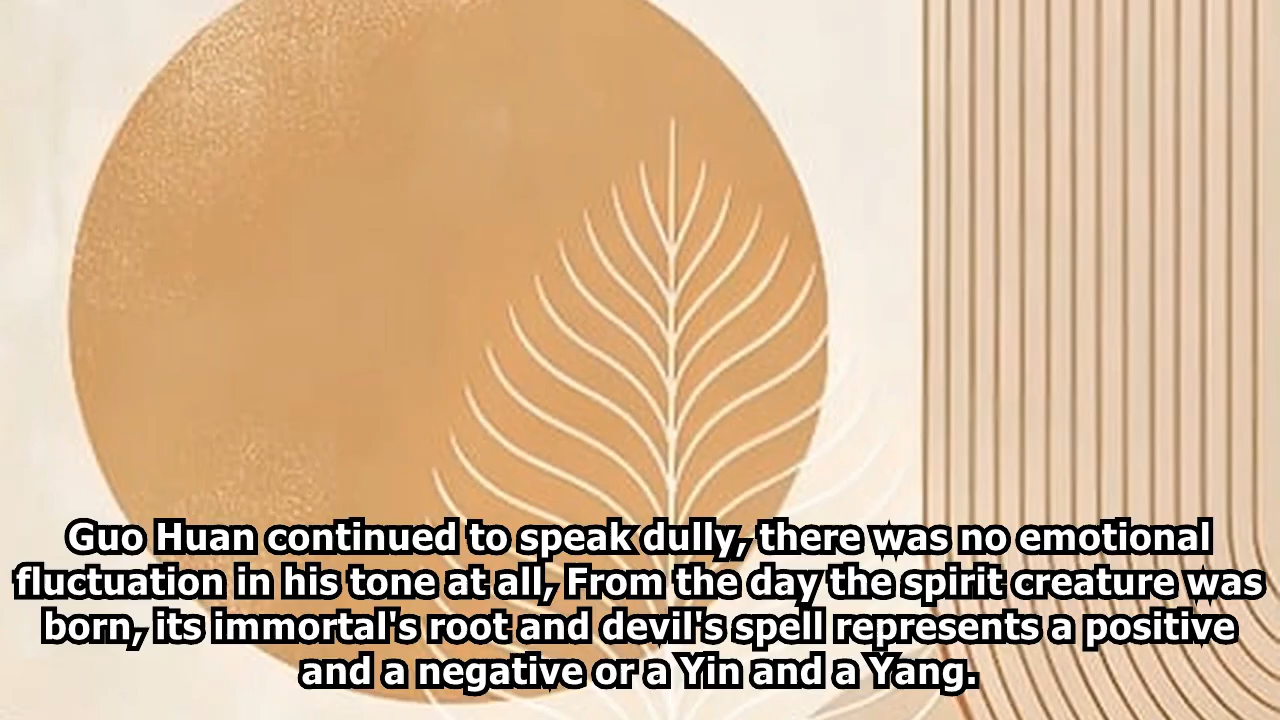 Guo Huan continued to speak dully, there was no emotional
fluctuation in his tone at all, From the day the spirit creature was
born, its immortal's root and devil's spell represents a positive
and a negative or a Yin and a Yang.